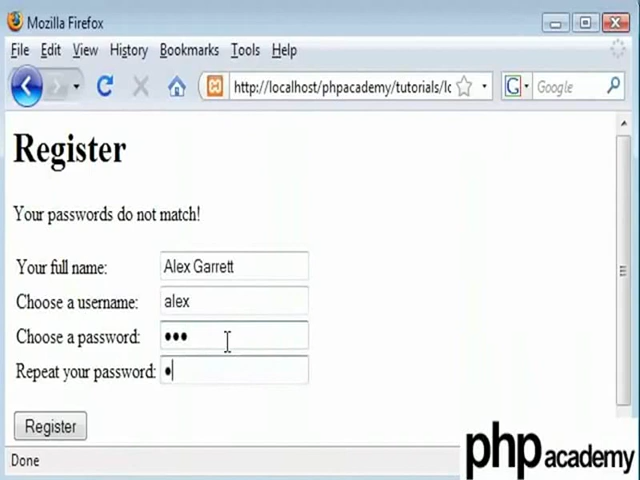 Mozilla Firefox
File Edit View History Bookmarks Tools Help
http://localhost/phpacademy/tutorials/lo G Google
Register
Your passwords do not match!
Your full name: Alex Garrett
Choose a username: alex
Choose a password: •••
Repeat your password: •
Register
Done
php academy